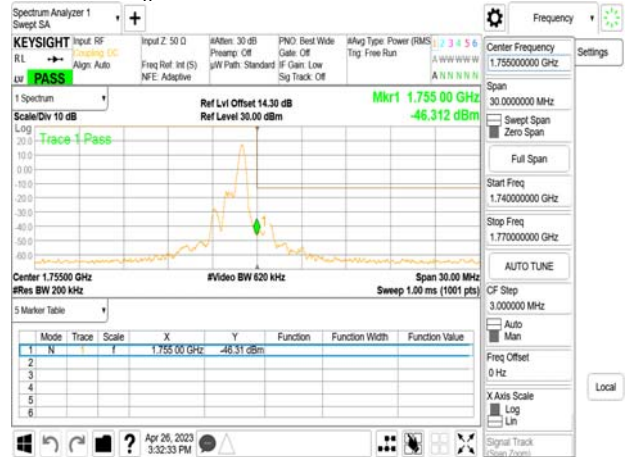 Spectrum Analyzer 1
Swept SA
+
Frequency
KEYSIGHT
Input: RF
Coupling: DC
Align: Auto
Input Z: 50 Ω
Freq Ref: Int (S)
NFE: Adaptive
#Atten: 30 dB
Preamp: Off
µW Path: Standard
PNO: Best Wide
Gate: Off
IF Gain: Low
Sig Track: Off
#Avg Type: Power (RMS
Trig: Free Run
1 2 3 4 5 6
A W W W W W
A N N N N N
R L
LW PASS
1 Spectrum
Scale/Div 10 dB
Ref Lvl Offset 14.30 dB
Ref Level 30.00 dBm
Mkr1 1.755 00 GHz
-46.312 dBm
Log
Trace 1 Pass
20.0
10.0
0.00
-10.0
-20.0
-30.0
-40.0
-50.0
-60.0
1
Center 1.75500 GHz
#Res BW 200 kHz
#Video BW 620 kHz
Span 30.00 MHz
Sweep 1.00 ms (1001 pts)
5 Marker Table
Mode Trace Scale X Y Function Function Width Function Value
1 N 1 f 1.755 00 GHz -46.31 dBm
2
3
4
5
6
? Apr 26, 2023
3:32:33 PM
Center Frequency
1.755000000 GHz
Settings
Span
30.0000000 MHz
Swept Span
Zero Span
Full Span
Start Freq
1.740000000 GHz
Stop Freq
1.770000000 GHz
AUTO TUNE
CF Step
3.000000 MHz
Auto
Man
Freq Offset
0 Hz
X Axis Scale
Log
Lin
Local
Signal Track
(Span Zoom)